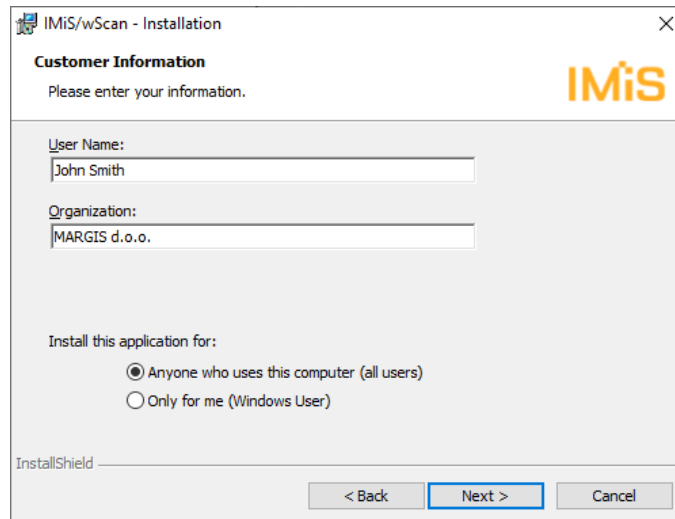 IMiS/wScan - Installation
Customer Information
Please enter your information.
IMiS
User Name:
John Smith
Organization:
MARGIS d.o.o.
Install this application for:
Anyone who uses this computer (all users)
Only for me (Windows User)
InstallShield
< Back Next > Cancel